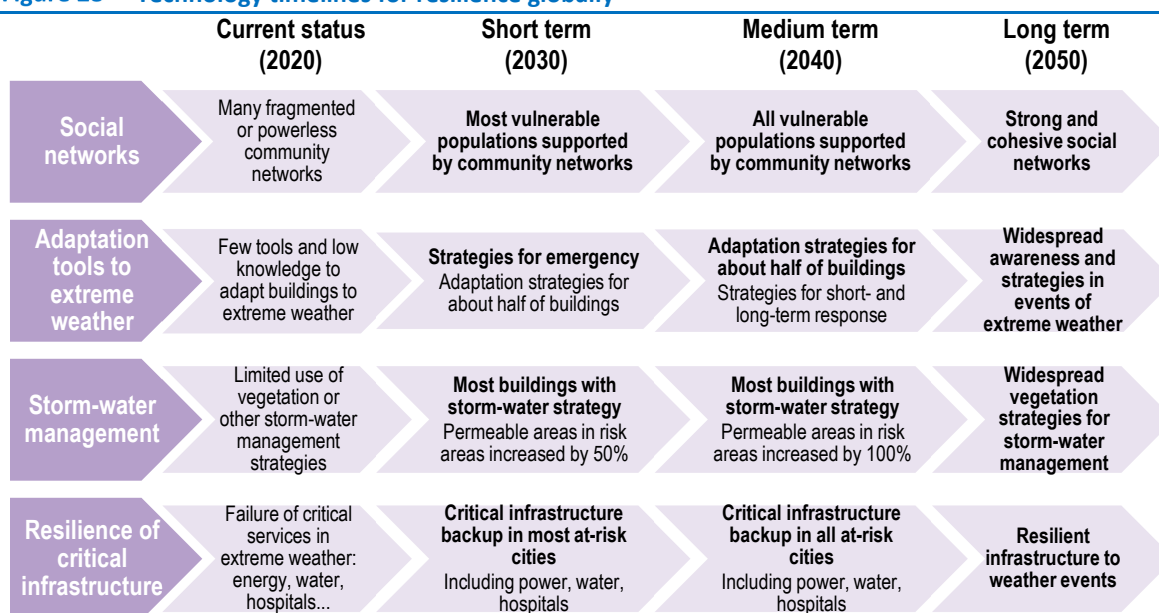 Figure
Technology timelines for resilience globally
Current status
(2020)
Short term
(2030)
Medium term
(2040)
Long term
(2050)
Social
networks
Many fragmented
or powerless
community
networks
Most vulnerable
populations supported
by community networks
All vulnerable
populations supported
by community networks
Strong and
cohesive social
networks
Adaptation
tools to
extreme
weather
Few tools and low
knowledge to
adapt buildings to
extreme weather
Strategies for emergency
Adaptation strategies for
about half of buildings
Adaptation strategies for
about half of buildings
Strategies for short- and
long-term response
Widespread
awareness and
strategies in
events of
extreme weather
Storm-water
management
Limited use of
vegetation or
other storm-water
management
strategies
Most buildings with
storm-water strategy
Permeable areas in risk
areas increased by 50%
Most buildings with
storm-water strategy
Permeable areas in risk
areas increased by 100%
Widespread
vegetation
strategies for
storm-water
management
Resilience of
critical
infrastructure
Failure of critical
services in
extreme weather:
energy, water,
hospitals...
Critical infrastructure
backup in most at-risk
cities
Including power, water,
hospitals
Critical infrastructure
backup in all at-risk
cities
Including power, water,
hospitals
Resilient
infrastructure to
weather events